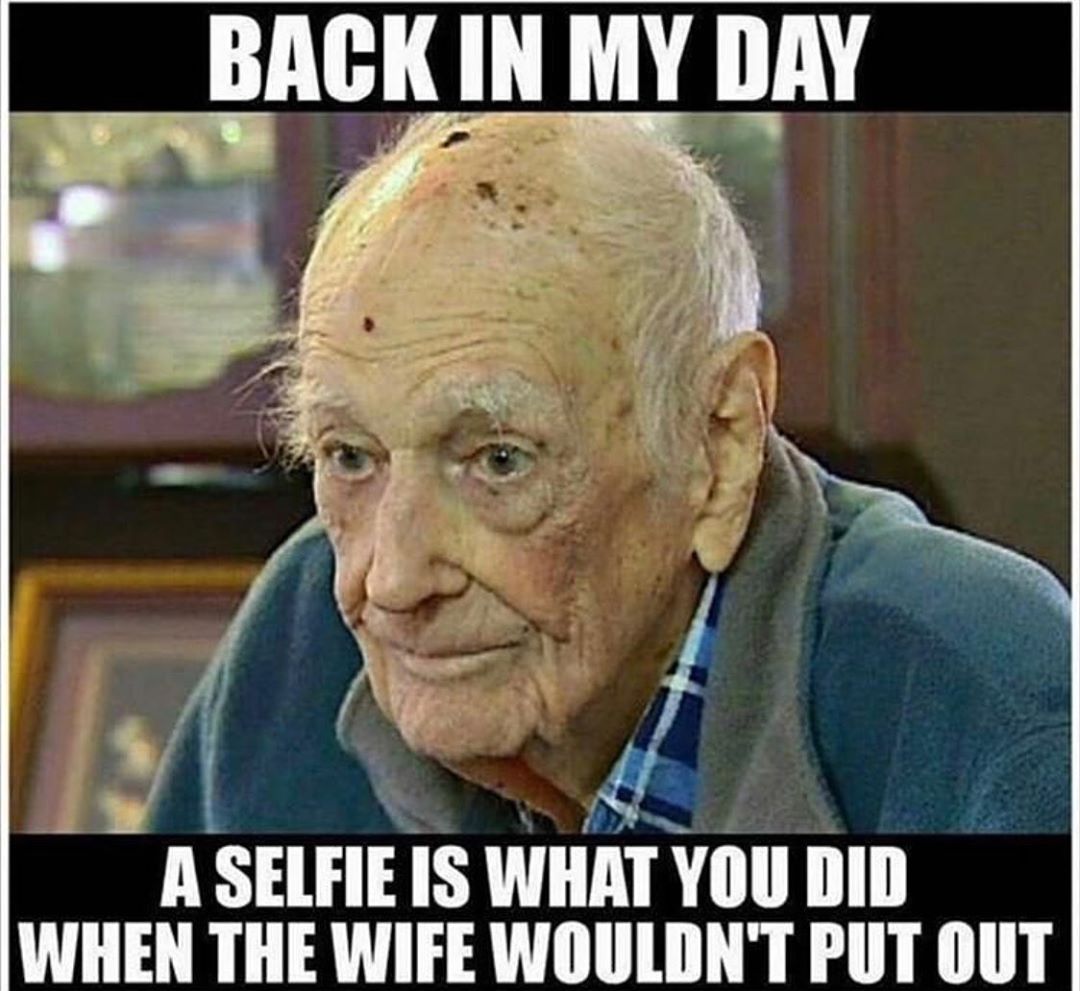 BACK IN MY DAY
A SELFIE IS WHAT YOU DID
WHEN THE WIFE WOULDN'T PUT OUT